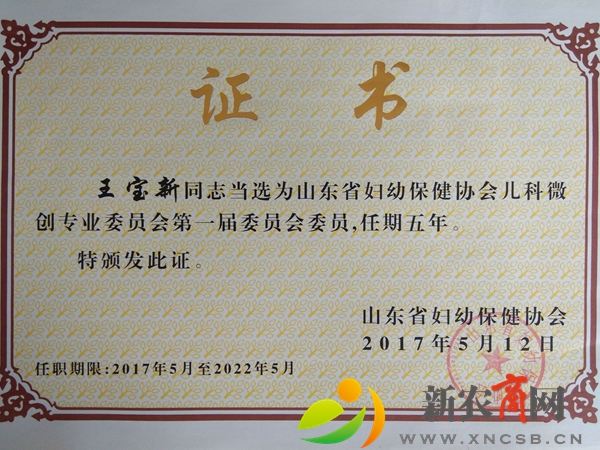 证 书
王宝新同志当选为山东省妇幼保健协会儿科微
创专业委员会第一届委员会委员,任期五年。
特颁发此证。
山东省妇幼保健协会
2017年5月12日
任职期限:2017年5月至2022年5月
新农商网
WWW.XNCSB.CN